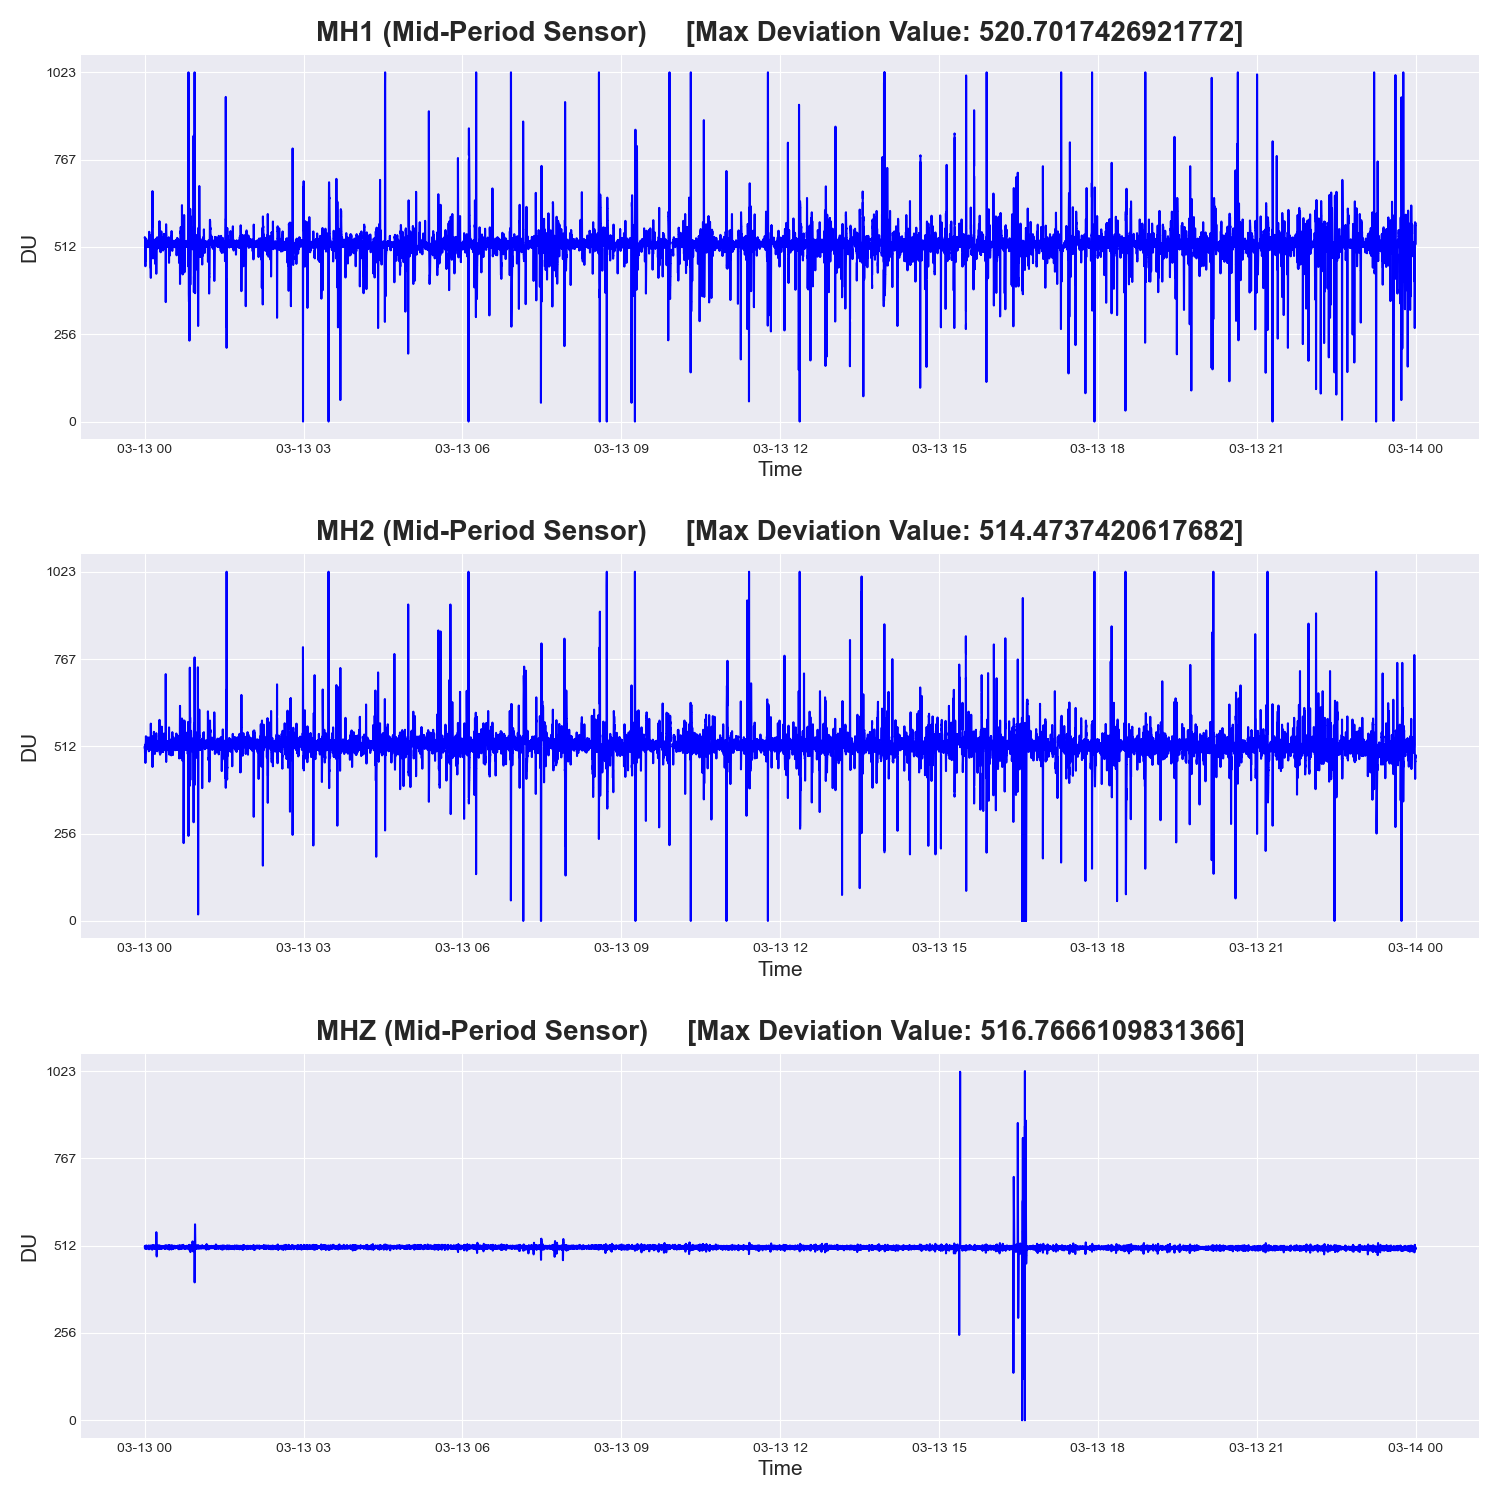 MH1 (Mid-Period Sensor) [Max Deviation Value: 520.7017426921772]
1023
767
512
256
0
DU
03-13 00 03-13 03 03-13 06 03-13 09 03-13 12 03-13 15 03-13 18 03-13 21 03-14 00
Time
MH2 (Mid-Period Sensor) [Max Deviation Value: 514.4737420617682]
1023
767
512
256
0
DU
03-13 00 03-13 03 03-13 06 03-13 09 03-13 12 03-13 15 03-13 18 03-13 21 03-14 00
Time
MHZ (Mid-Period Sensor) [Max Deviation Value: 516.7666109831366]
1023
767
512
256
0
DU
03-13 00 03-13 03 03-13 06 03-13 09 03-13 12 03-13 15 03-13 18 03-13 21 03-14 00
Time